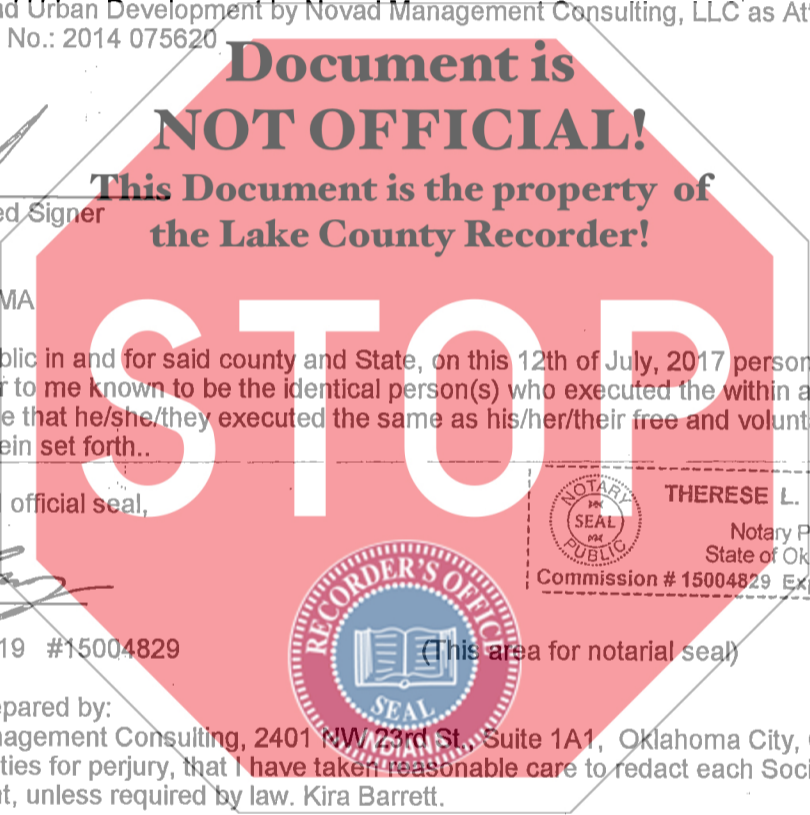 d Urban Development by Novad Management Consulting, LLC as At
No.: 2014 075620
Document is
NOT OFFICIAL!
This Document is the property of
ed Signer
the Lake County Recorder!
MA
STOP
blic in and for said county and State, on this 12th of July, 2017 person
r to me known to be the identical person(s) who executed the within a
e that he/she/they executed the same as his/her/their free and volunt
ein set forth..
official seal,
NOTARY PUBLIC
SEAL
THERESE L.
Notary P
State of Ok
Commission # 15004829 Ex
RECORDER'S OFFICE
SEAL
INDIANA
19 #15004829
(This area for notarial seal)
pared by:
nagement Consulting, 2401 NW 23rd St., Suite 1A1, Oklahoma City,
ties for perjury, that I have taken reasonable care to redact each Soci
t, unless required by law. Kira Barrett.